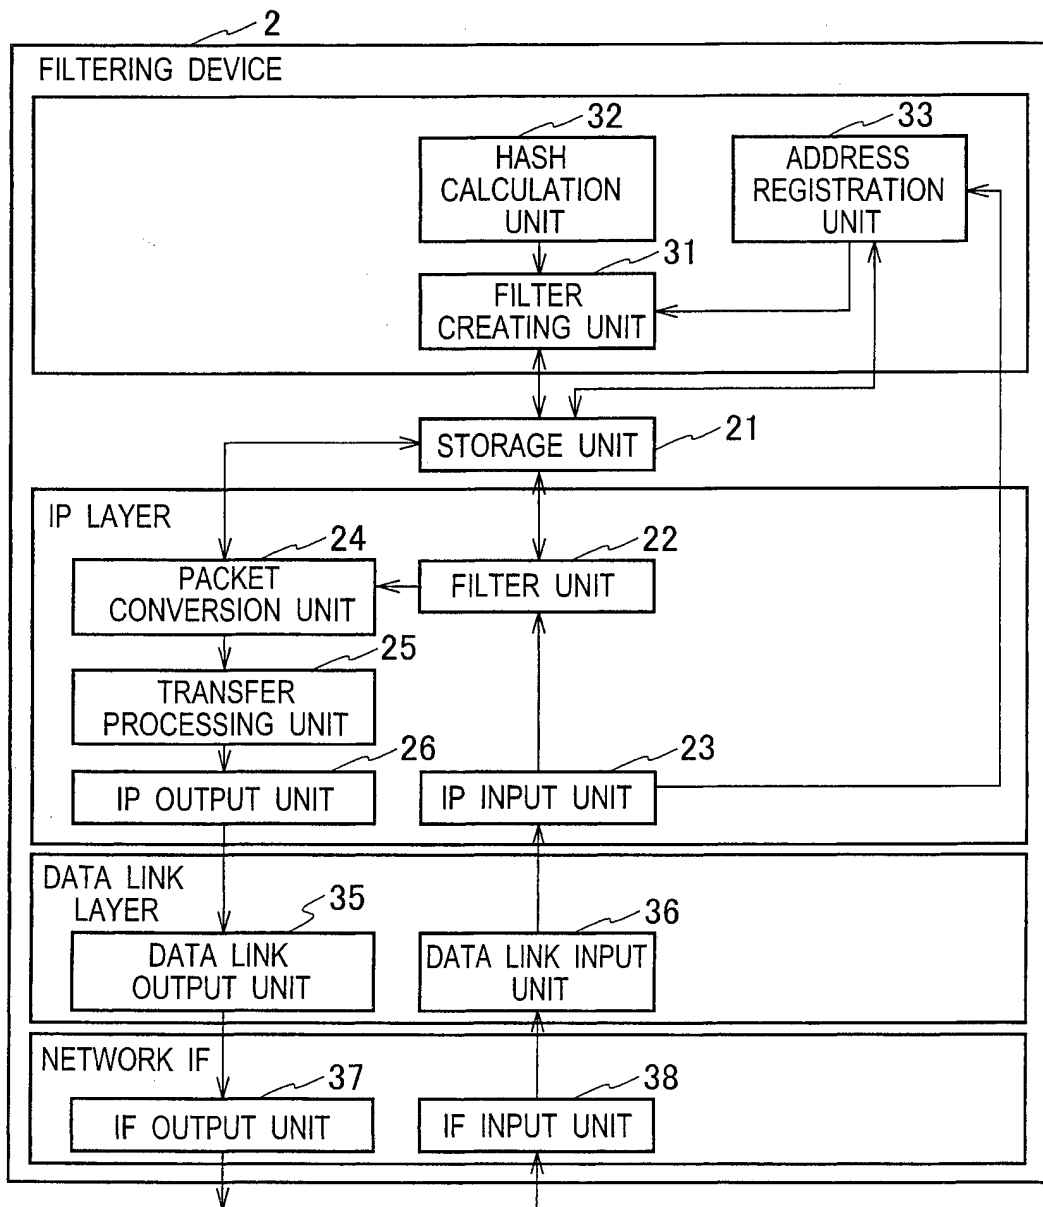 2
FILTERING DEVICE
32
33
HASH
CALCULATION
UNIT
ADDRESS
REGISTRATION
UNIT
31
FILTER
CREATING UNIT
STORAGE UNIT
21
IP LAYER
24
22
PACKET
CONVERSION UNIT
FILTER UNIT
25
TRANSFER
PROCESSING UNIT
26
23
IP OUTPUT UNIT
IP INPUT UNIT
DATA LINK
LAYER
35
36
DATA LINK
OUTPUT UNIT
DATA LINK INPUT
UNIT
NETWORK IF
37
38
IF OUTPUT UNIT
IF INPUT UNIT